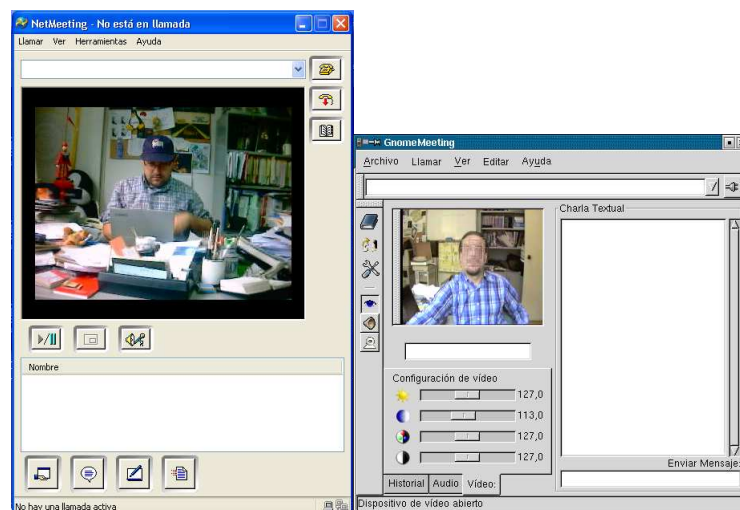 NetMeeting - No está en llamada
Llamar Ver Herramientas Ayuda
Nombre
No hay una llamada activa
GnomeMeeting
Archivo Llamar Ver Editar Ayuda
Charla Textual
Configuración de vídeo
127,0
113,0
127,0
127,0
Historial Audio Vídeo:
Enviar Mensaje:
Dispositivo de vídeo abierto